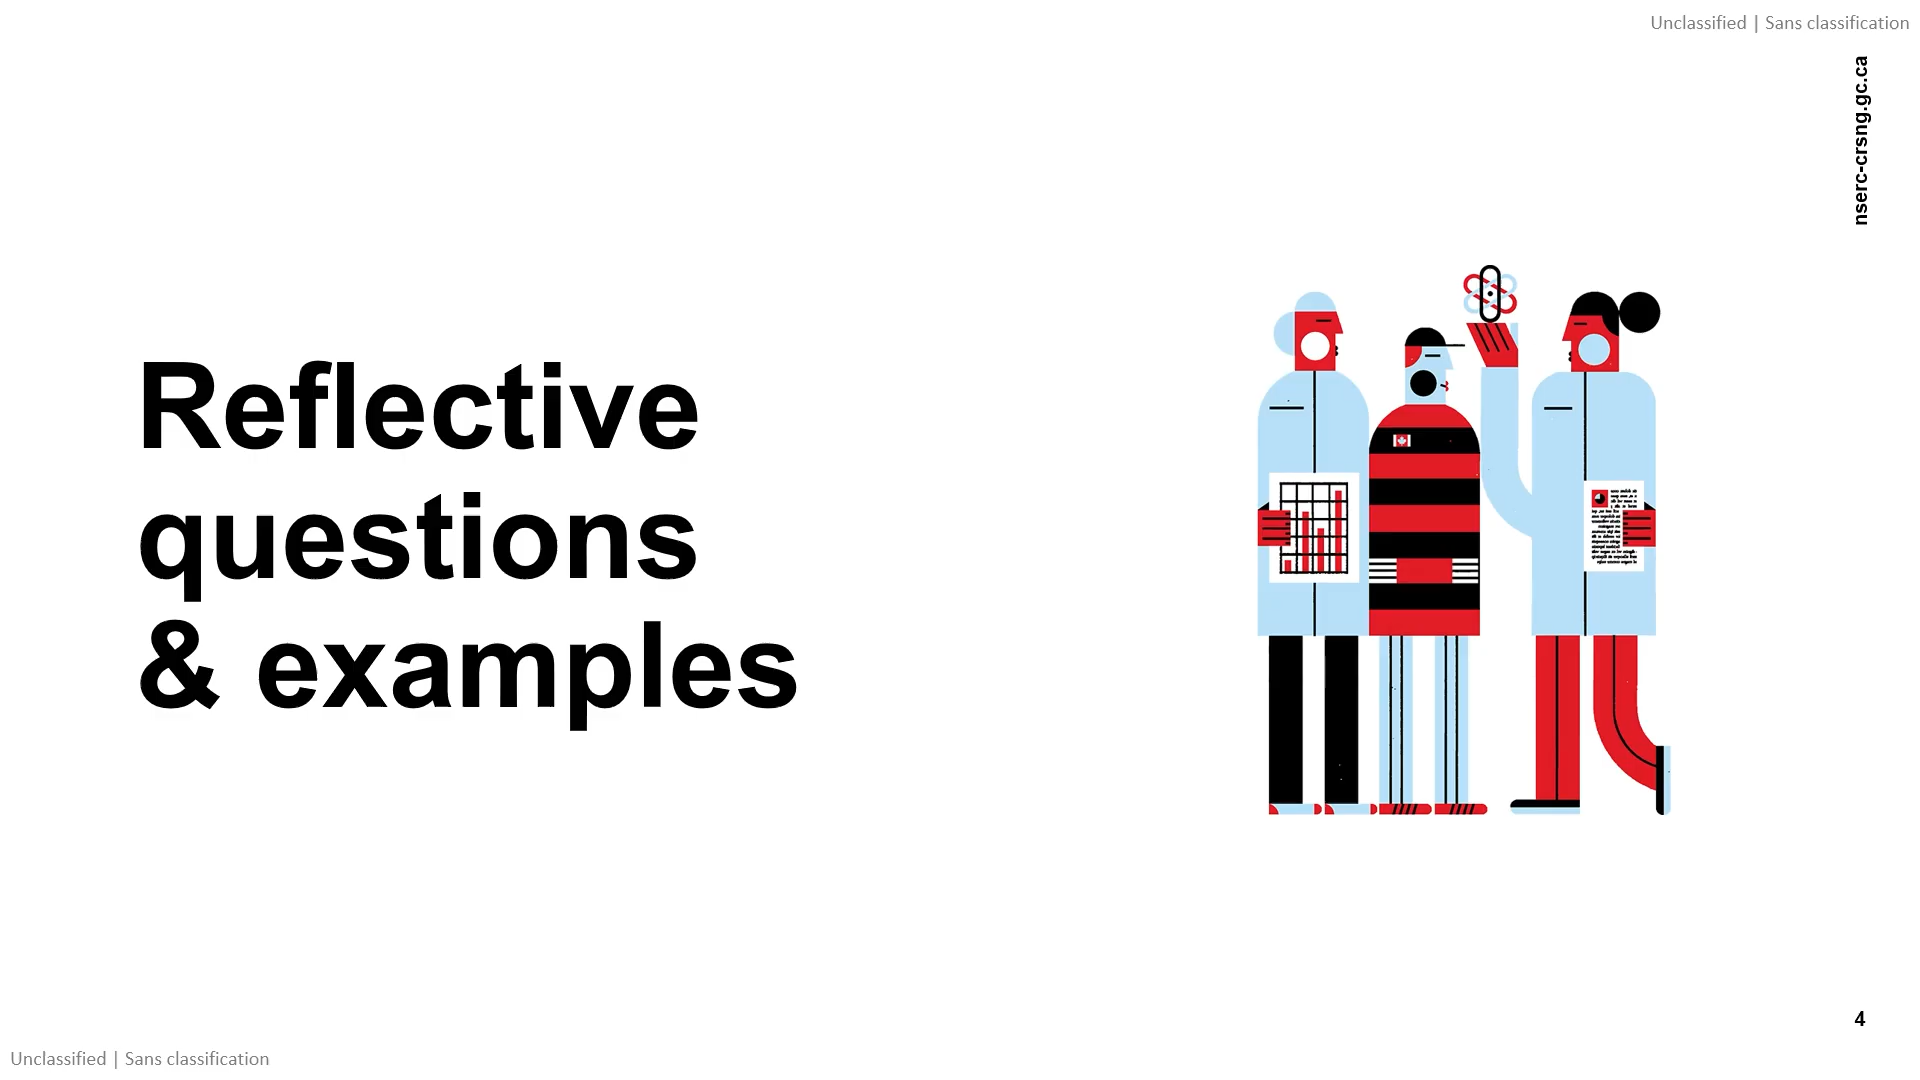 Unclassified | Sans classification
nserc-crsng.gc.ca
Reflective
questions
& examples
4
Unclassified | Sans classification